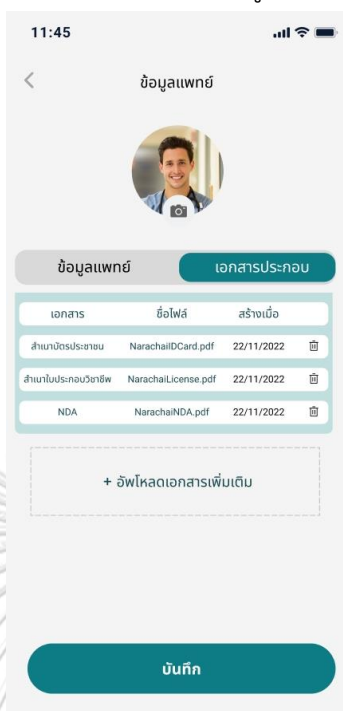 11:45
ข้อมูลแพทย์
ข้อมูลแพทย์ เอกสารประกอบ
เอกสาร ชื่อไฟล์ สร้างเมื่อ
สำเนาบัตรประชาชน NarachaiIDCard.pdf 22/11/2022
สำเนาใบประกอบวิชาชีพ NarachaiLicense.pdf 22/11/2022
NDA NarachaiNDA.pdf 22/11/2022
+ อัพโหลดเอกสารเพิ่มเติม
บันทึก